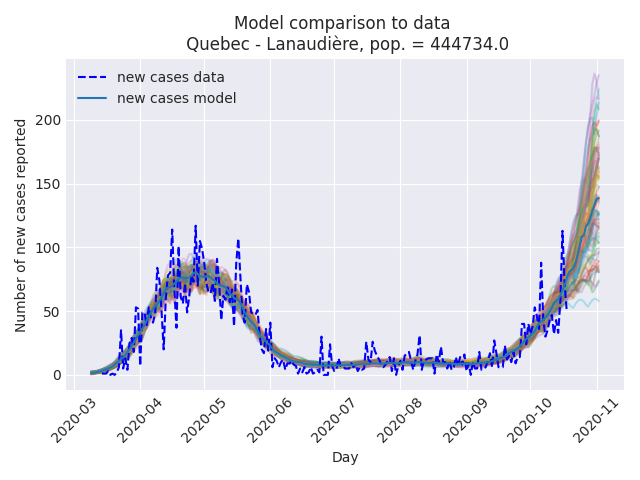 Model comparison to data
Quebec - Lanaudière, pop. = 444734.0
new cases data
new cases model
Number of new cases reported
200
150
100
50
0
2020-03
2020-04
2020-05
2020-06
2020-07
2020-08
2020-09
2020-10
2020-11
Day